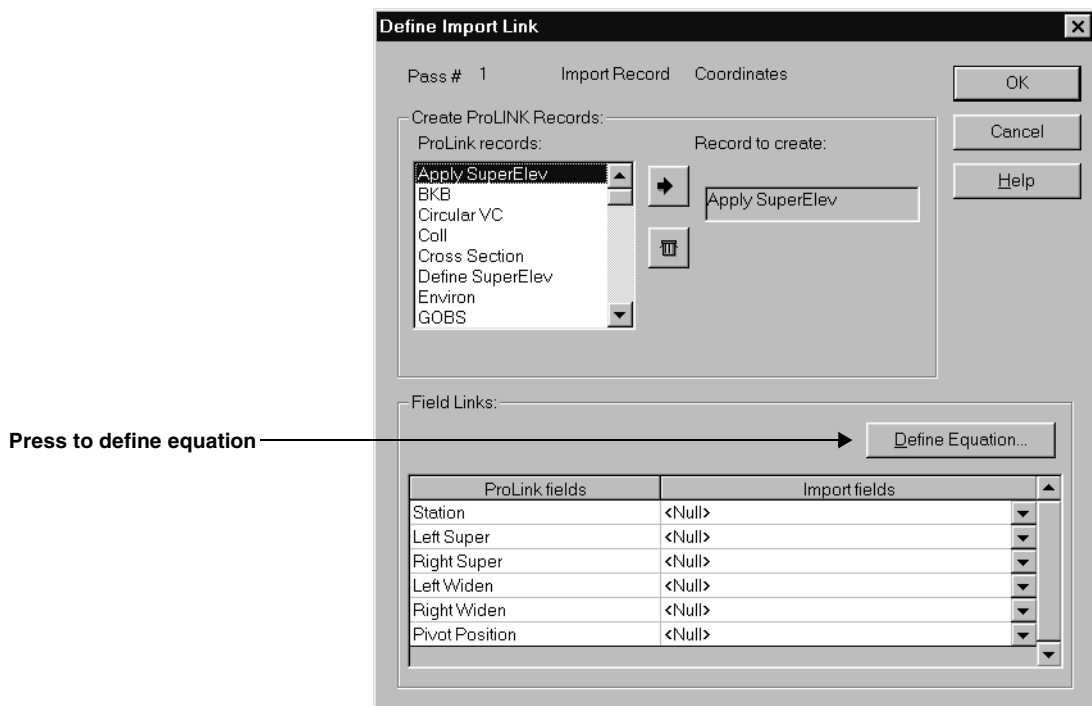 Define Import Link
Pass # 1 Import Record Coordinates
OK
Create ProLINK Records:
ProLink records: Record to create:
Cancel
Apply SuperElev
BKB
Circular VC
Coll
Cross Section
Define SuperElev
Environ
GOBS
Apply SuperElev
Help
Field Links:
Press to define equation
Define Equation...
ProLink fields Import fields
Station <Null>
Left Super <Null>
Right Super <Null>
Left Widen <Null>
Right Widen <Null>
Pivot Position <Null>